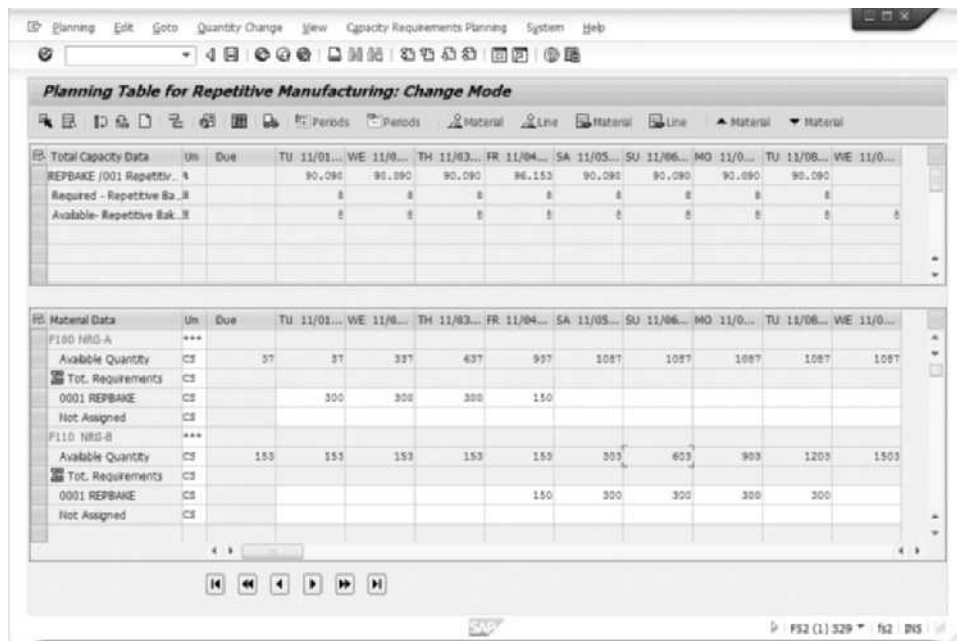 Planning Edit Goto Quantity Change View Capacity Requirements Planning System Help
Planning Table for Repetitive Manufacturing: Change Mode
Periods Periods Material Line Material Line Material Material
Total Capacity Data Un Due TU 11/01... WE 11/0... TH 11/03... FR 11/04... SA 11/05... SU 11/06... MO 11/0... TU 11/08... WE 11/0...
REPBAKE /001 Repetitiv.. % 90.090 90.090 90.090 96.153 90.090 90.090 90.090 90.090
Required - Repetitive Ba.. H 8 8 8 8 8 8 8 8
Available- Repetitive Bak.. H 8 8 8 8 8 8 8 8 8
Material Data Un Due TU 11/01... WE 11/0... TH 11/03... FR 11/04... SA 11/05... SU 11/06... MO 11/0... TU 11/08... WE 11/0...
F100 NRG-A ***
Available Quantity CS 37 37 337 637 937 1087 1087 1087 1087 1087
Tot. Requirements CS
0001 REPBAKE CS 300 300 300 150
Not Assigned CS
F110 NRG-B ***
Available Quantity CS 153 153 153 153 153 303 603 903 1203 1503
Tot. Requirements CS
0001 REPBAKE CS 150 300 300 300 300
Not Assigned CS
SAP
FS2 (1) 529 fs2 INS